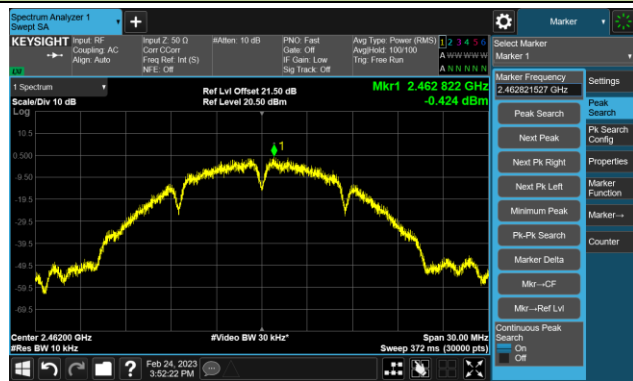 Spectrum Analyzer 1
Swept SA
+
Marker
KEYSIGHT
Input: RF
Coupling: AC
Align: Auto
Input Z: 50 Ω
Corr CCorr
Freq Ref: Int (S)
NFE: Off
#Atten: 10 dB
PNO: Fast
Gate: Off
IF Gain: Low
Sig Track: Off
Avg Type: Power (RMS)
Avg|Hold: 100/100
Trig: Free Run
1 2 3 4 5 6
A W W W W W
A N N N N N
LXI
Select Marker
Marker 1
1 Spectrum
Scale/Div 10 dB
Log
Ref Lvl Offset 21.50 dB
Ref Level 20.50 dBm
Mkr1 2.462 822 GHz
-0.424 dBm
10.5
0.500
-9.50
-19.5
-29.5
-39.5
-49.5
-59.5
-69.5
1
Center 2.46200 GHz
#Res BW 10 kHz
#Video BW 30 kHz*
Span 30.00 MHz
Sweep 372 ms (30000 pts)
Marker Frequency
2.462821527 GHz
Peak Search
Next Peak
Next Pk Right
Next Pk Left
Minimum Peak
Pk-Pk Search
Marker Delta
Mkr→CF
Mkr→Ref Lvl
Continuous Peak
Search
On
Off
Settings
Peak
Search
Pk Search
Config
Properties
Marker
Function
Marker→
Counter
?
Feb 24, 2023
3:52:22 PM